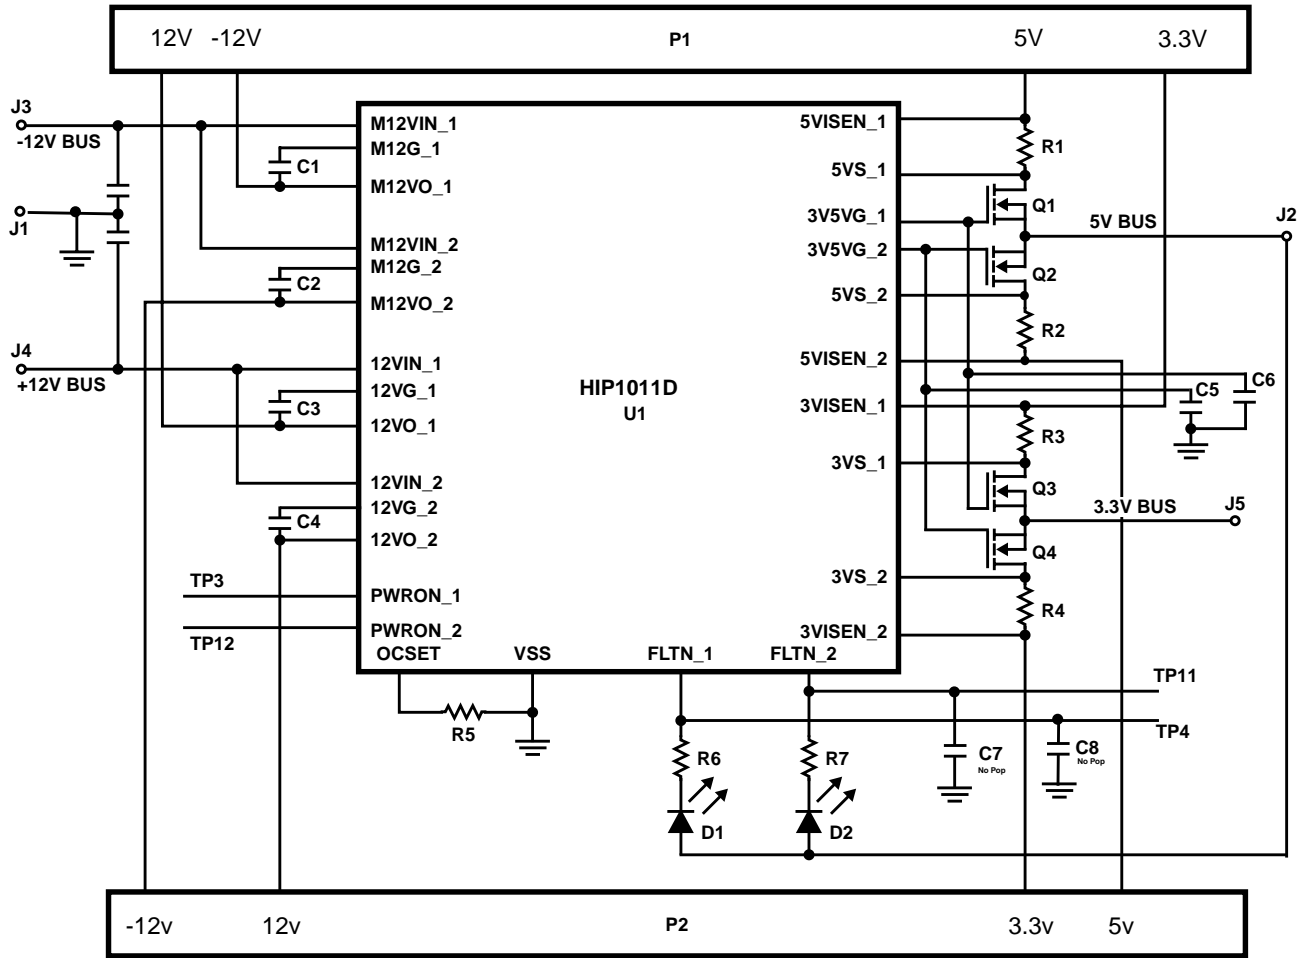 12V -12V P1 5V 3.3V
J3
-12V BUS
J1
J4
+12V BUS
M12VIN_1
M12G_1
C1
M12VO_1
M12VIN_2
M12G_2
C2
M12VO_2
12VIN_1
12VG_1
C3
12VO_1
12VIN_2
12VG_2
C4
12VO_2
TP3
PWRON_1
PWRON_2
TP12
HIP1011D
U1
5VISEN_1
R1
5VS_1
Q1
3V5VG_1
5V BUS
J2
3V5VG_2
Q2
5VS_2
R2
5VISEN_2
C5
C6
3VISEN_1
R3
3VS_1
Q3
3.3V BUS
J5
Q4
3VS_2
R4
3VISEN_2
OCSET VSS FLTN_1 FLTN_2
R5
TP11
TP4
R6
R7
C7
No Pop
C8
No Pop
D1
D2
-12v 12v P2 3.3v 5v